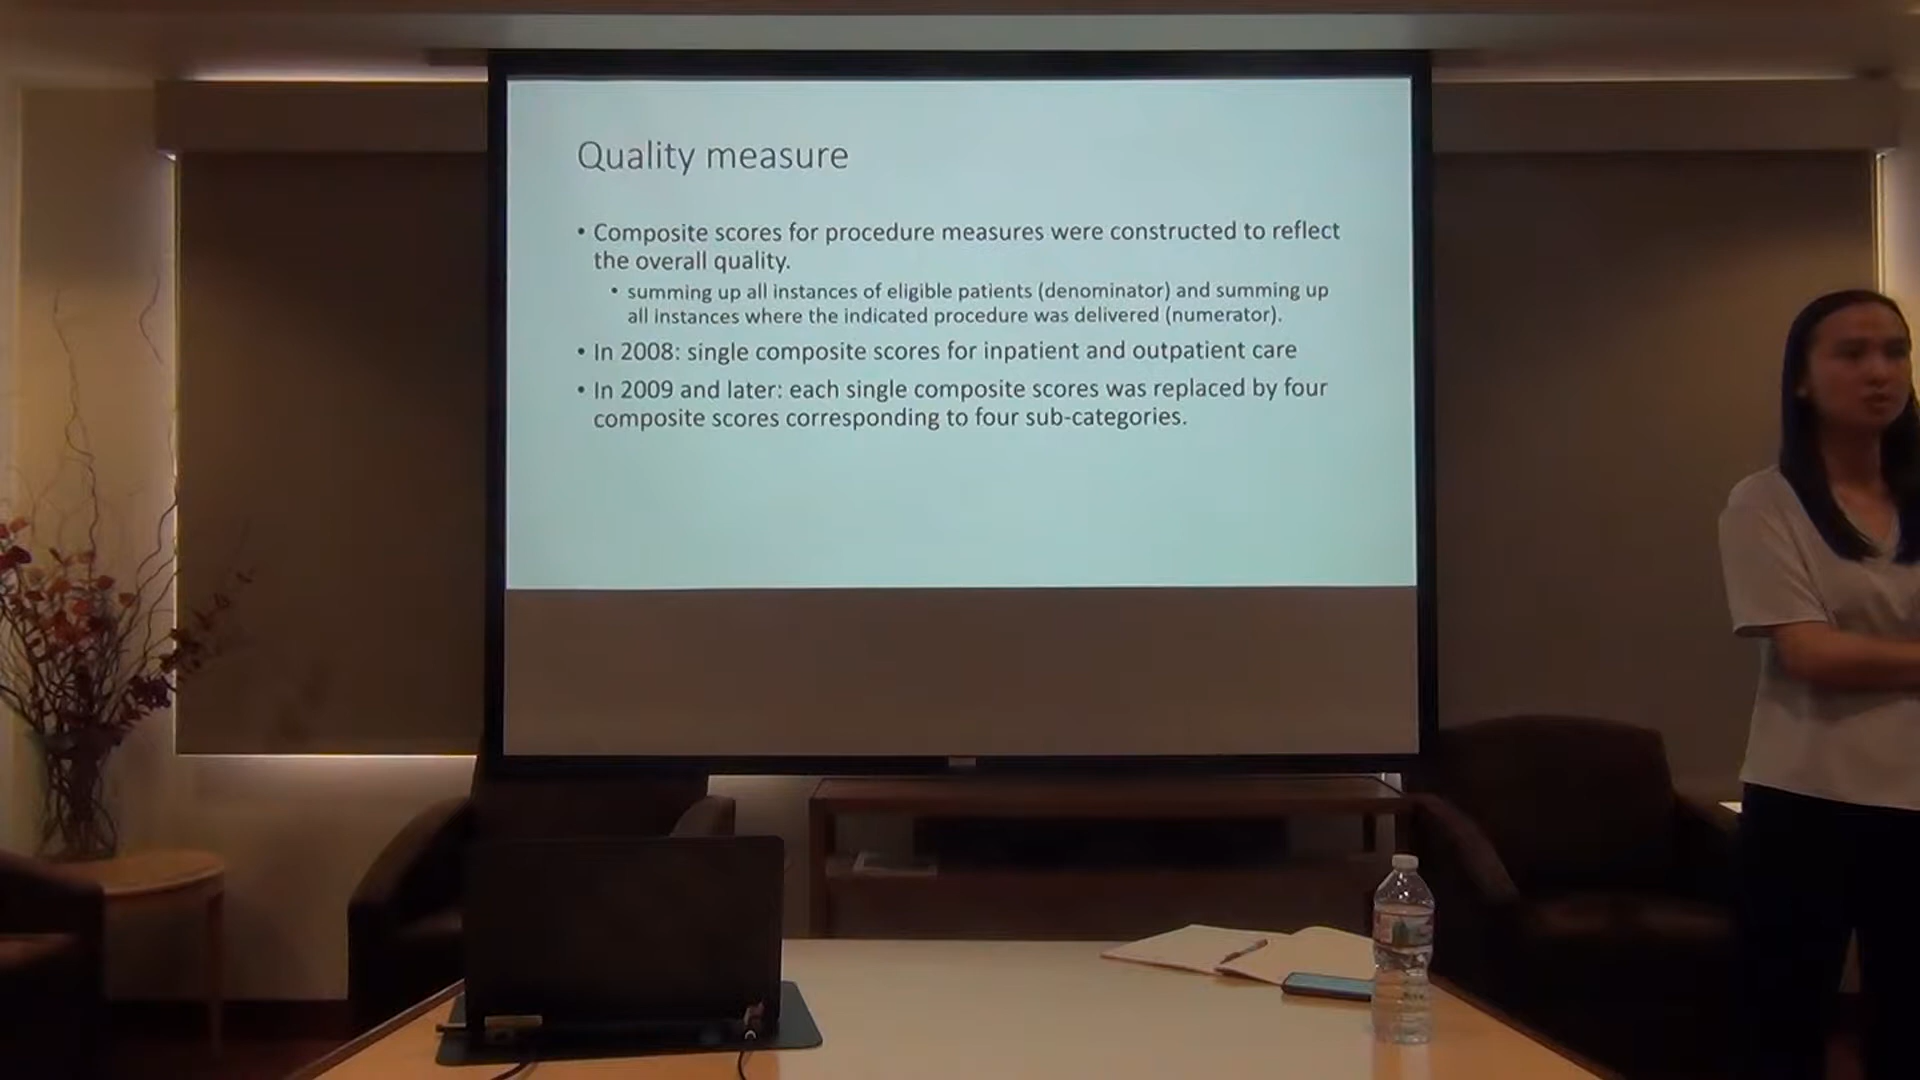 Quality measure
• Composite scores for procedure measures were constructed to reflect
the overall quality.
• summing up all instances of eligible patients (denominator) and summing up
all instances where the indicated procedure was delivered (numerator).
• In 2008: single composite scores for inpatient and outpatient care
• In 2009 and later: each single composite scores was replaced by four
composite scores corresponding to four sub-categories.